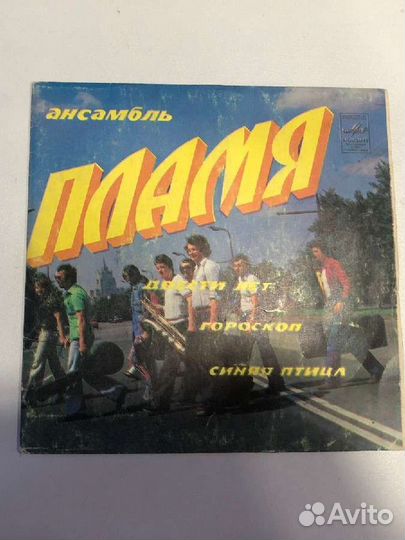 ансамбль
ПЛАМЯ
ДВЕСТИ ЛЕТ
ГОРОСКОП
СИНЯЯ ПТИЦА
Avito